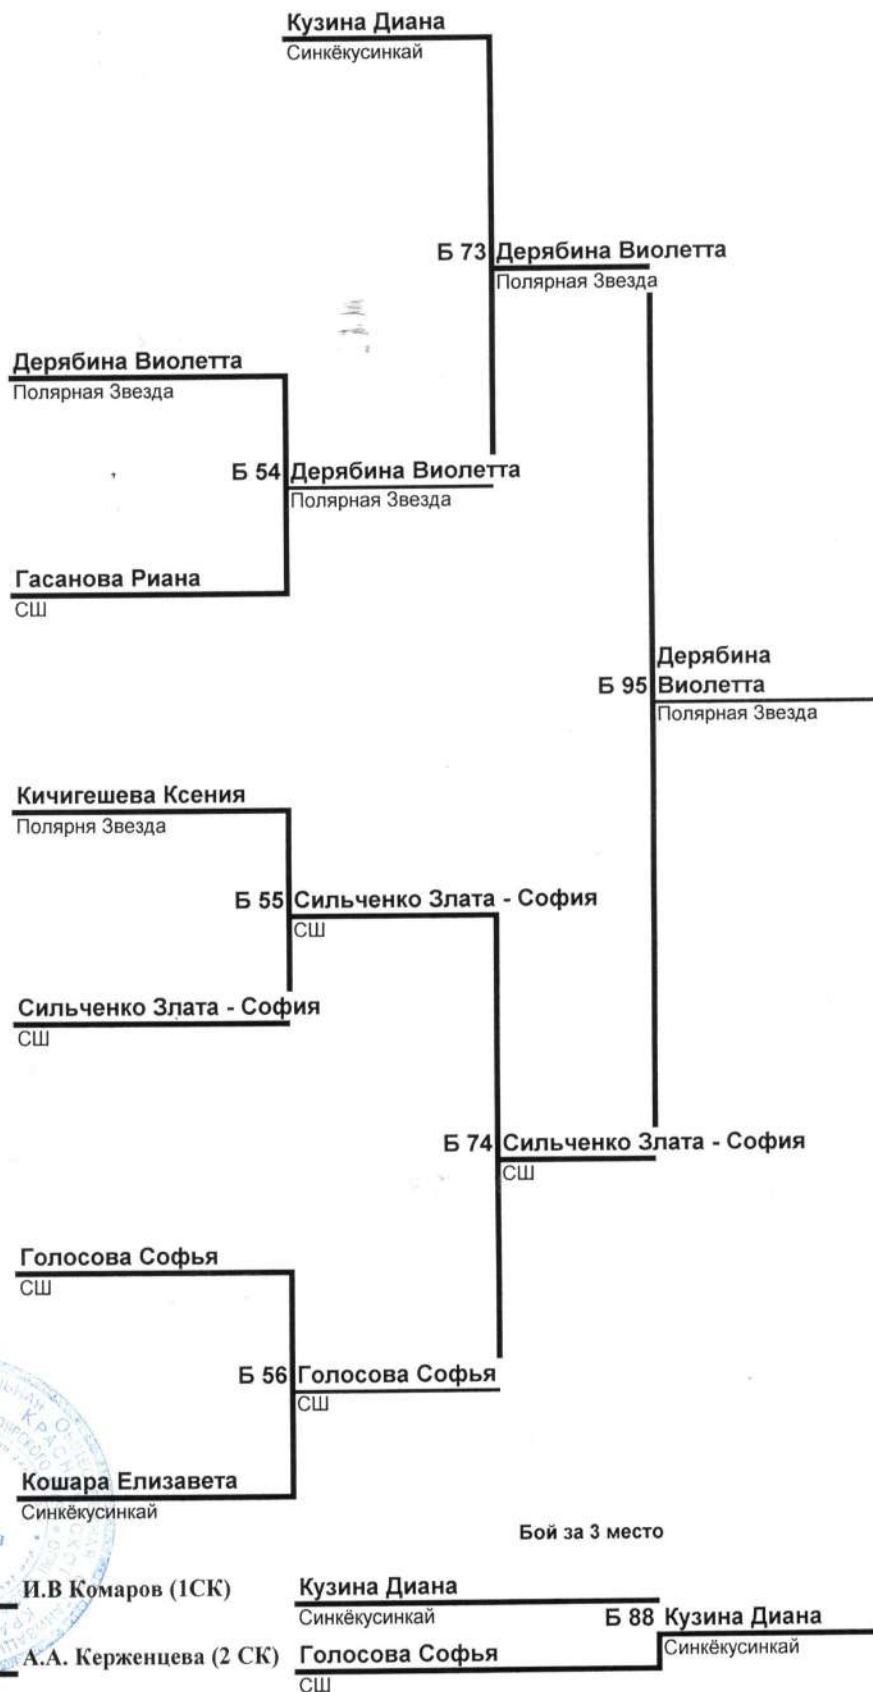 Кузина Диана
Синкёкусинкай
Б 73 Дерябина Виолетта
Полярная Звезда
Дерябина Виолетта
Полярная Звезда
Б 54 Дерябина Виолетта
Полярная Звезда
Гасанова Риана
СШ
Дерябина
Б 95 Виолетта
Полярная Звезда
Кичигешева Ксения
Полярня Звезда
Б 55 Сильченко Злата - София
СШ
Сильченко Злата - София
СШ
Б 74 Сильченко Злата - София
СШ
Голосова Софья
СШ
Б 56 Голосова Софья
СШ
Кошара Елизавета
Синкёкусинкай
Бой за 3 место
И.В Комаров (1СК)
Кузина Диана
Синкёкусинкай
Б 88 Кузина Диана
Синкёкусинкай
А.А. Керженцева (2 СК)
Голосова Софья
СШ